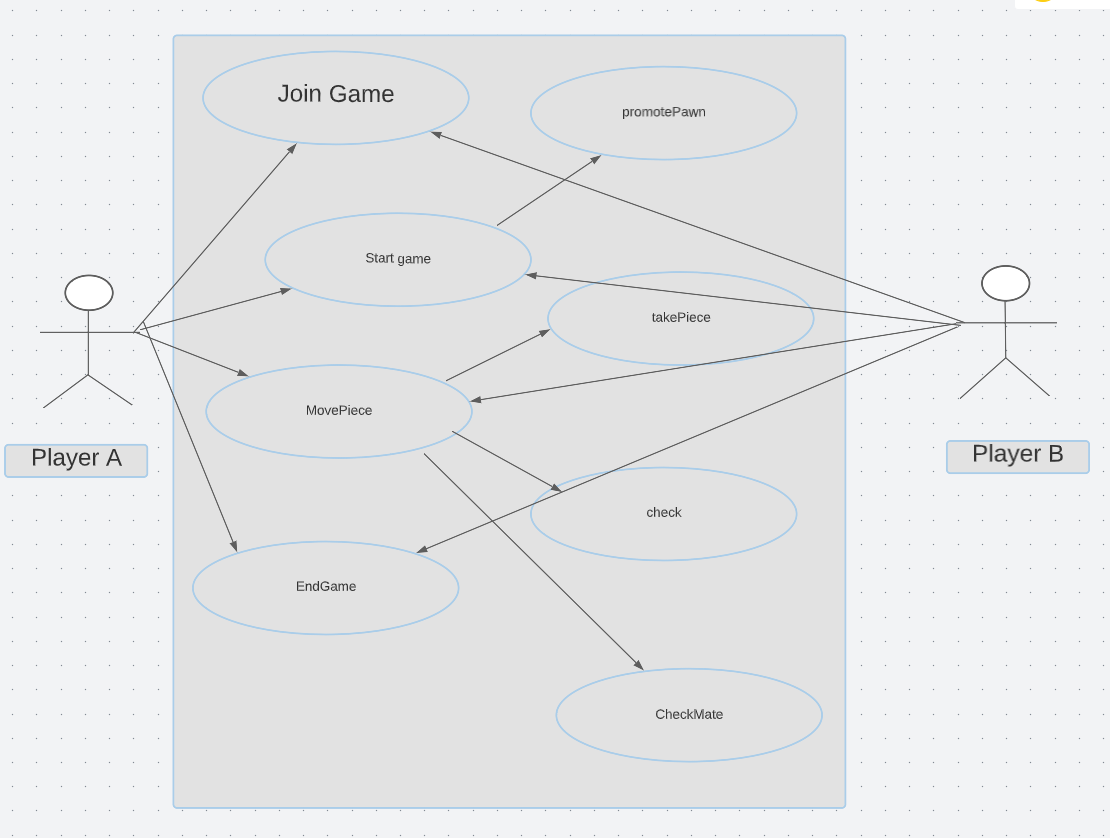 Join Game
promotePawn
Start game
takePiece
MovePiece
Player A
Player B
check
EndGame
CheckMate